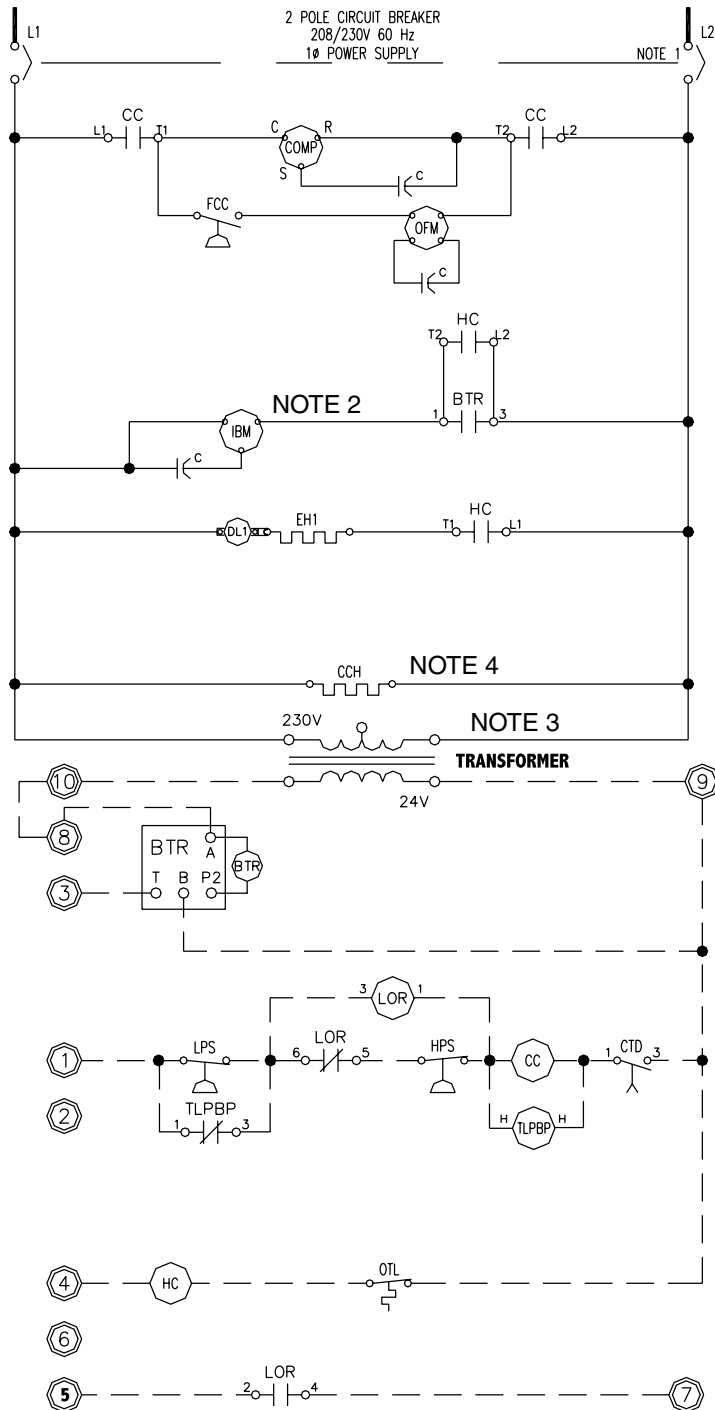 2 POLE CIRCUIT BREAKER
L1
L2
208/230V 60 Hz
1ø POWER SUPPLY
NOTE 1
CC
CC
L1
T1
C
R
T2
L2
COMP
S
C
FCC
OFM
C
HC
T2
L2
NOTE 2
BTR
1
3
IBM
C
EH1
HC
DL1
T1
L1
CCH
NOTE 4
230V
NOTE 3
TRANSFORMER
10
9
24V
8
BTR
A
BTR
3
T
B
P2
3
LOR
1
LPS
LOR
HPS
CTD
1
6
5
CC
1
3
TLPBP
2
1
3
H
TLPBP
H
OTL
4
HC
6
LOR
5
2
4
7